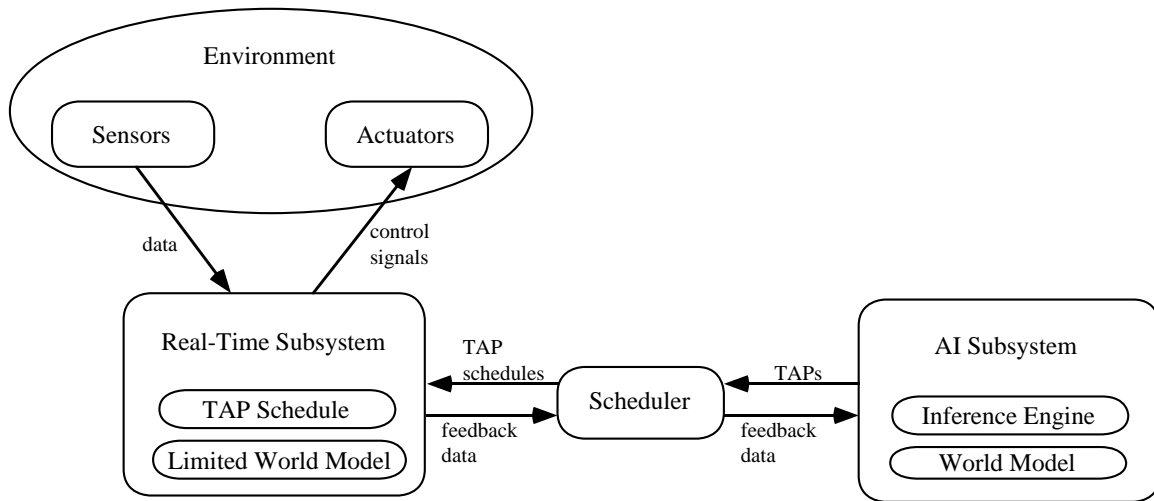 Environment
Sensors
Actuators
data
control
signals
Real-Time Subsystem
TAP Schedule
Limited World Model
TAP
schedules
feedback
data
Scheduler
TAPs
feedback
data
AI Subsystem
Inference Engine
World Model